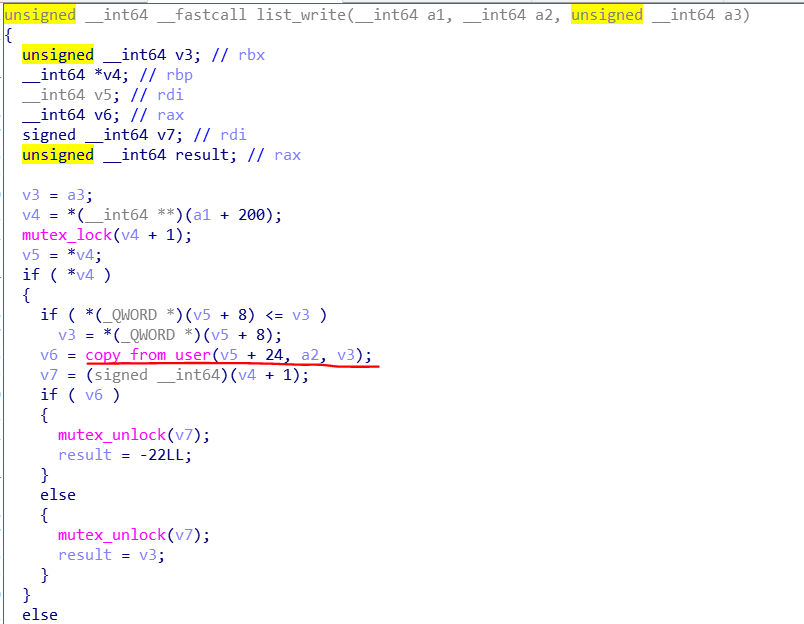 unsigned __int64 __fastcall list_write(__int64 a1, __int64 a2, unsigned __int64 a3)
{
unsigned __int64 v3; // rbx
__int64 *v4; // rbp
__int64 v5; // rdi
__int64 v6; // rax
signed __int64 v7; // rdi
unsigned __int64 result; // rax
v3 = a3;
v4 = *(__int64 **)(a1 + 200);
mutex_lock(v4 + 1);
v5 = *v4;
if ( *v4 )
{
if ( *(_QWORD *)(v5 + 8) <= v3 )
v3 = *(_QWORD *)(v5 + 8);
v6 = copy_from_user(v5 + 24, a2, v3);
v7 = (signed __int64)(v4 + 1);
if ( v6 )
{
mutex_unlock(v7);
result = -22LL;
}
else
{
mutex_unlock(v7);
result = v3;
}
}
else